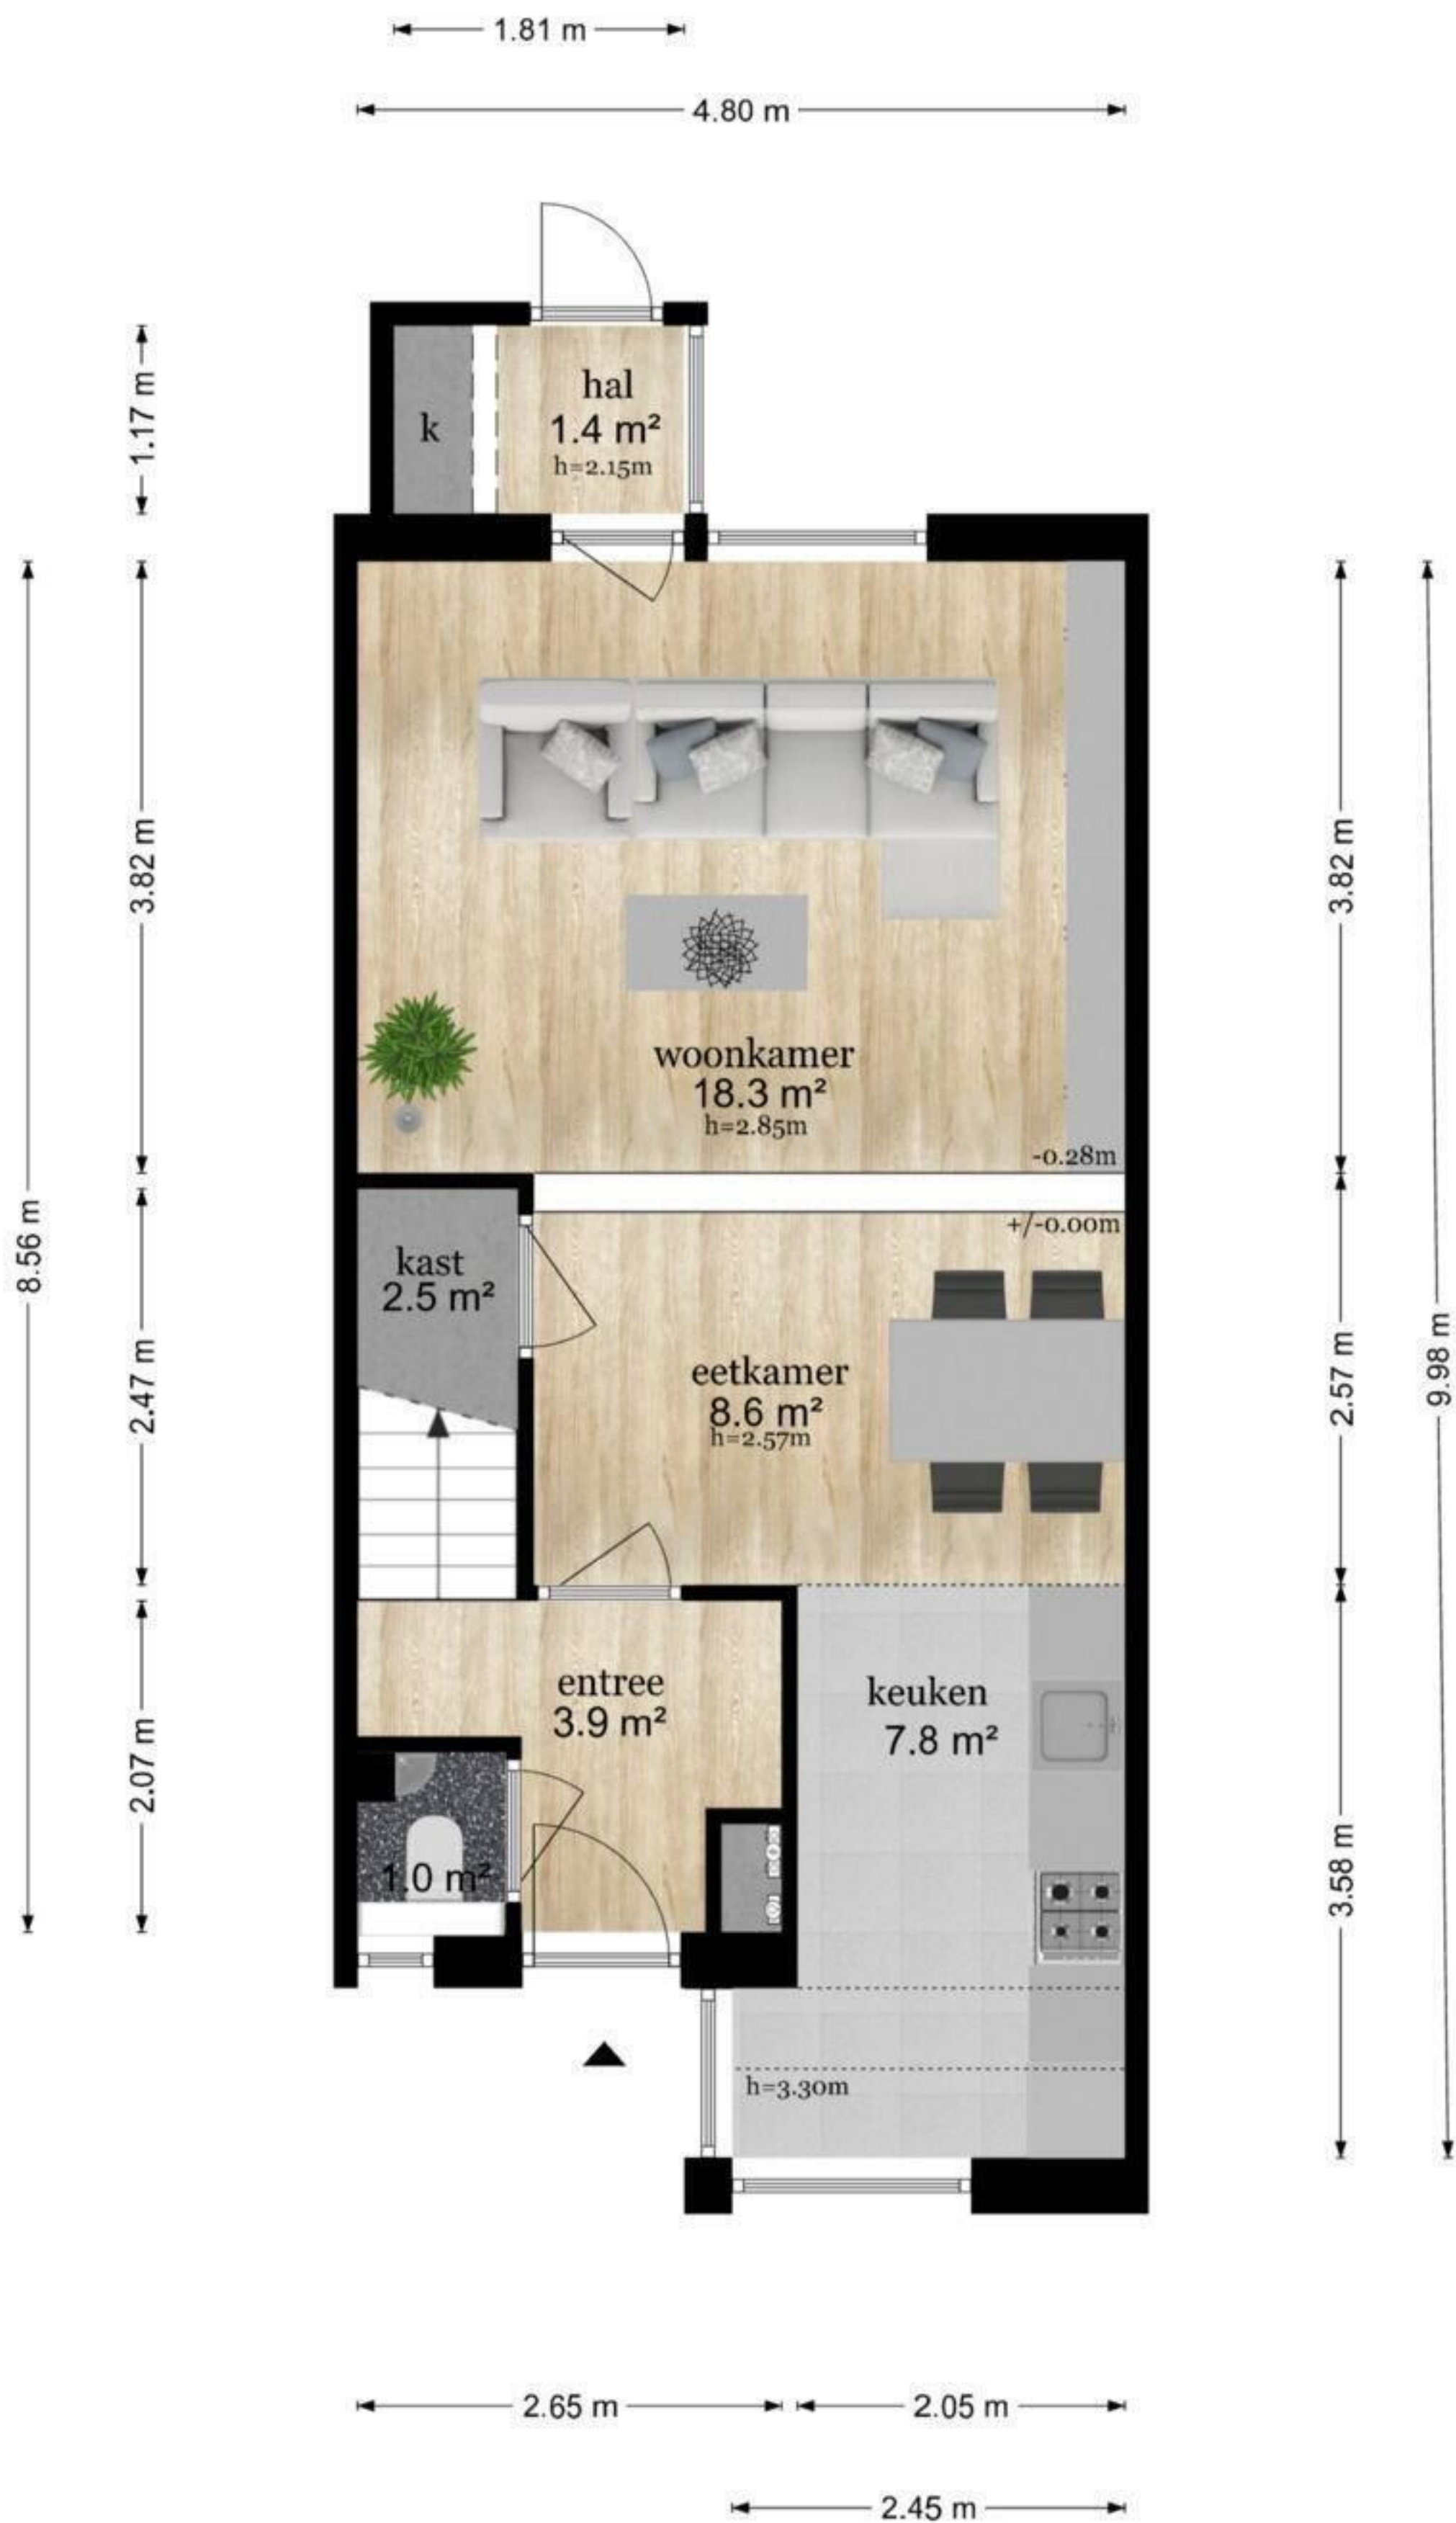 1.81 m
4.80 m
1.17 m
k
hal
1.4 m²
h=2.15m
3.82 m
3.82 m
woonkamer
18.3 m²
h=2.85m
-0.28m
+/-0.00m
8.56 m
kast
2.5 m²
2.47 m
eetkamer
8.6 m²
h=2.57m
2.57 m
9.98 m
entree
3.9 m²
keuken
7.8 m²
2.07 m
1.0 m²
3.58 m
h=3.30m
2.65 m
2.05 m
2.45 m